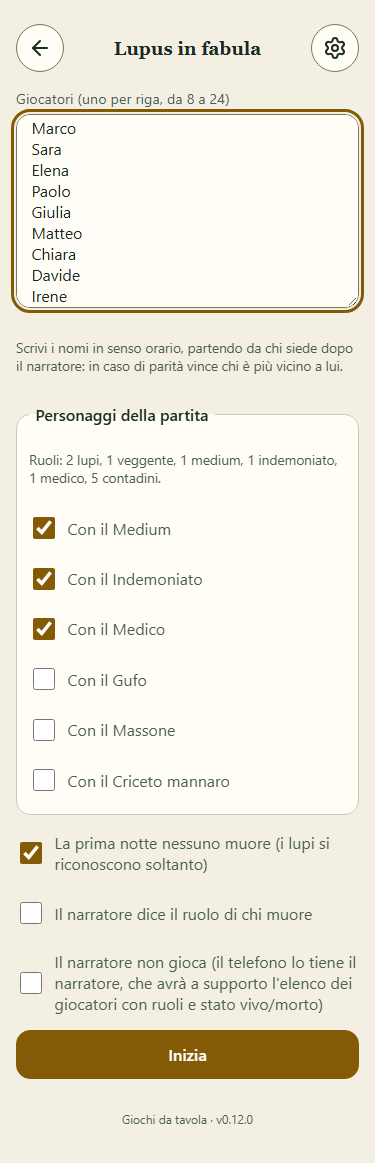 Lupus in fabula
Giocatori (uno per riga, da 8 a 24)
Marco
Sara
Elena
Paolo
Giulia
Matteo
Chiara
Davide
Irene
Scrivi i nomi in senso orario, partendo da chi siede dopo
il narratore: in caso di parità vince chi è più vicino a lui.
Personaggi della partita
Ruoli: 2 lupi, 1 veggente, 1 medium, 1 indemoniato,
1 medico, 5 contadini.
Con il Medium
Con il Indemoniato
Con il Medico
Con il Gufo
Con il Massone
Con il Criceto mannaro
La prima notte nessuno muore (i lupi si
riconoscono soltanto)
Il narratore dice il ruolo di chi muore
Il narratore non gioca (il telefono lo tiene il
narratore, che avrà a supporto l'elenco dei
giocatori con ruoli e stato vivo/morto)
Inizia
Giochi da tavola · v0.12.0